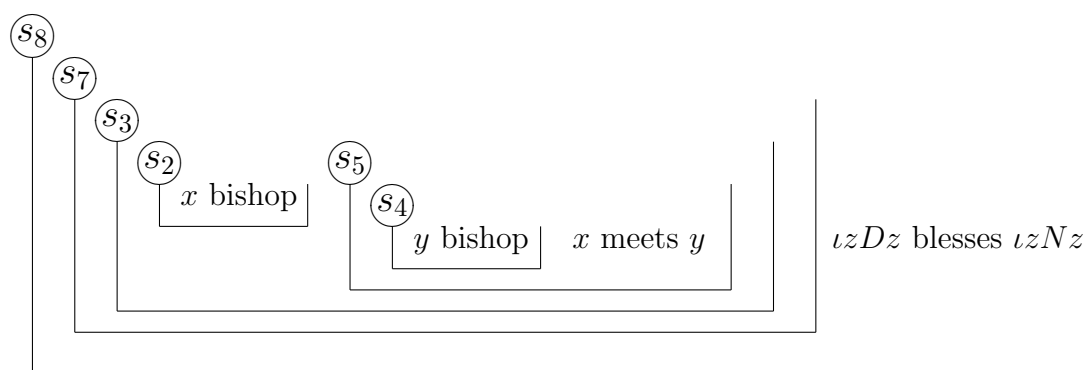 s₈
s₇
s₃
s₂ s₅
x bishop s₄
y bishop x meets y ιzDz blesses ιzNz